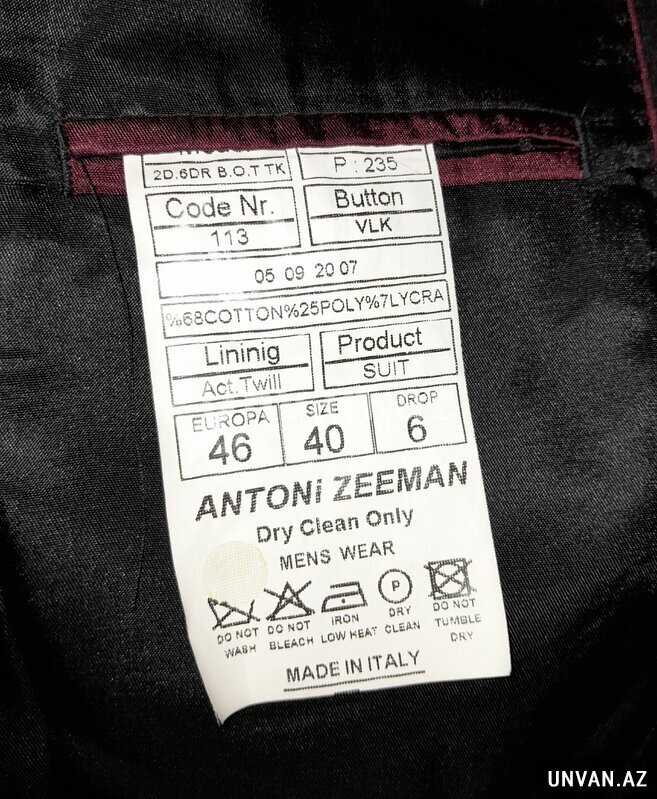 2D.6DR B.O.T TK
P : 235
Code Nr.
113
Button
VLK
05 09 20 07
%68COTTON%25POLY%7LYCRA
Lininig
Act.Twill
Product
SUIT
EUROPA
46
SIZE
40
DROP
6
ANTONi ZEEMAN
Dry Clean Only
MENS WEAR
P
DO NOT
WASH
DO NOT
BLEACH
IRON
LOW HEAT
DRY
CLEAN
DO NOT
TUMBLE
DRY
MADE IN ITALY
UNVAN.AZ